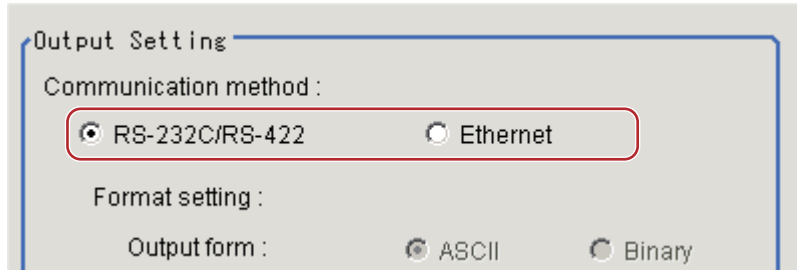 Output Setting
Communication method :
RS-232C/RS-422 Ethernet
Format setting :
Output form : ASCII Binary